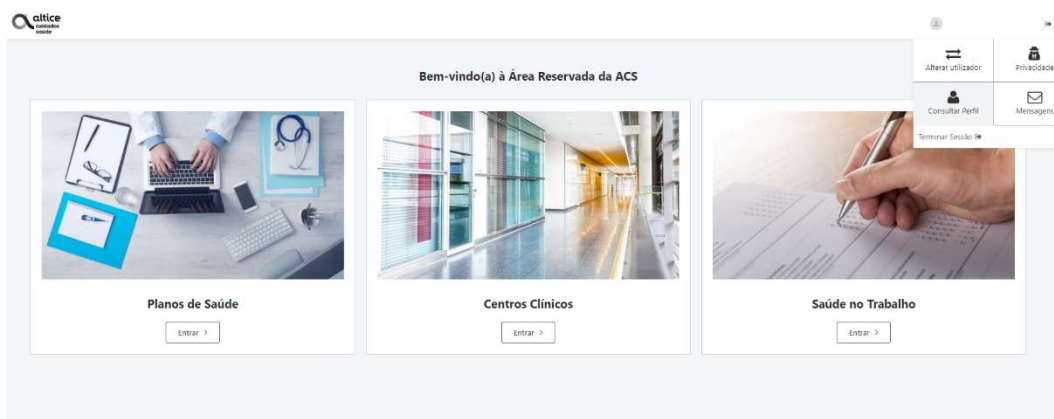 altice
cuidados
saúde
Alterar utilizador
Privacidade
Consultar Perfil
Mensagens
Terminar Sessão
Bem-vindo(a) à Área Reservada da ACS
Planos de Saúde
Centros Clínicos
Saúde no Trabalho
Entrar >
Entrar >
Entrar >